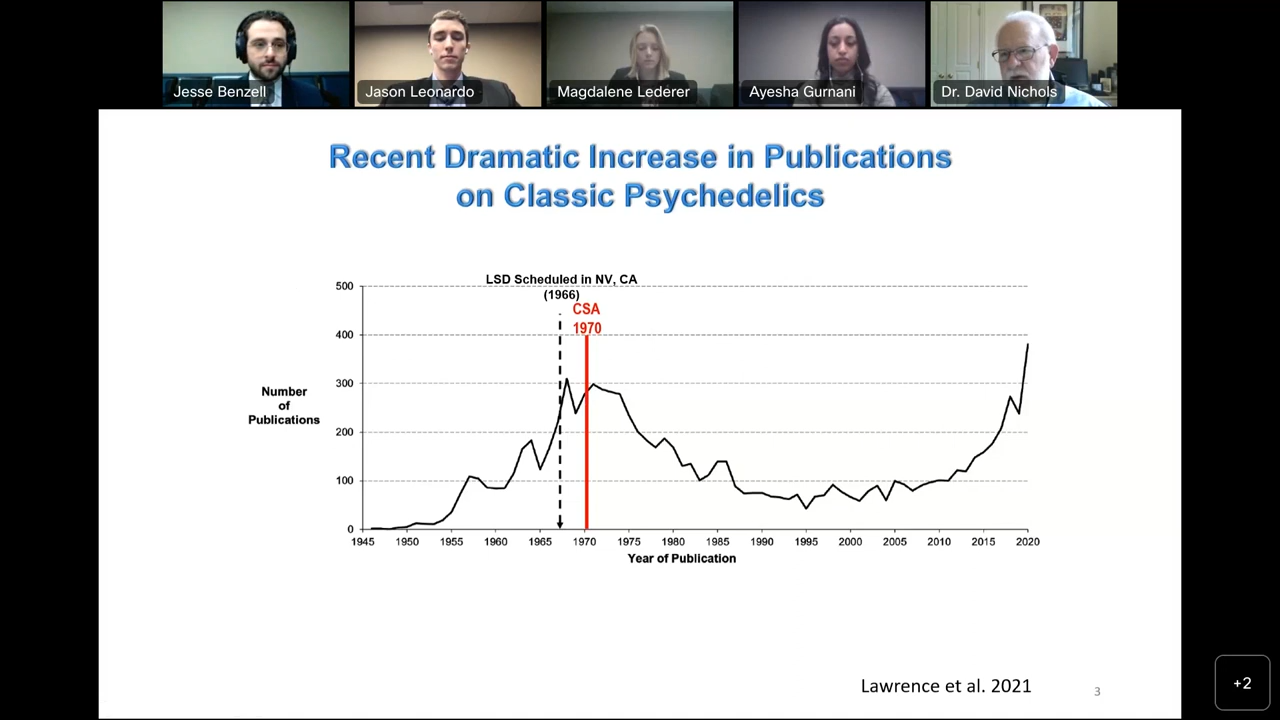 Jesse Benzell
Jason Leonardo
Magdalene Lederer
Ayesha Gurnani
Dr. David Nichols
Recent Dramatic Increase in Publications
on Classic Psychedelics
LSD Scheduled in NV, CA
(1966)
CSA
1970
500
400
300
200
100
0
Number
of
Publications
1945 1950 1955 1960 1965 1970 1975 1980 1985 1990 1995 2000 2005 2010 2015 2020
Year of Publication
Lawrence et al. 2021
3
+2